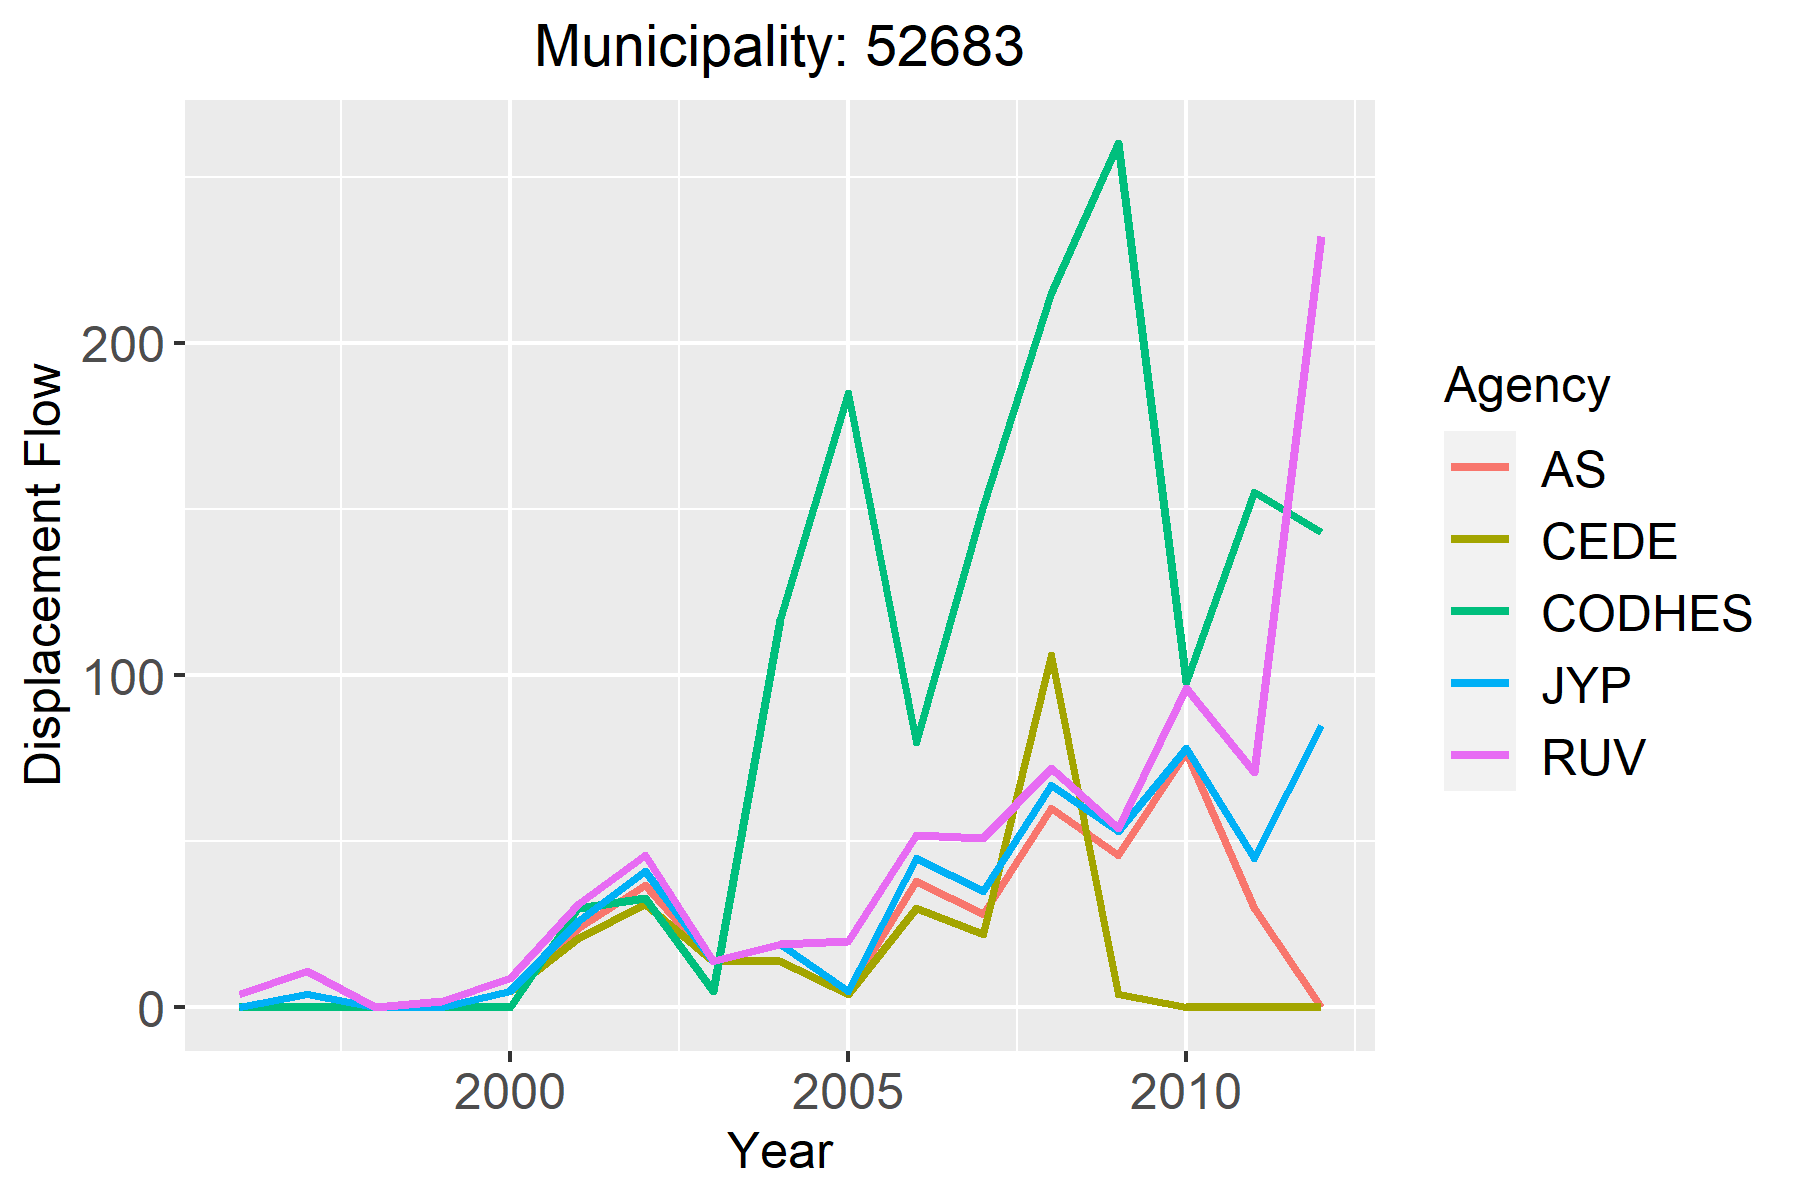 Municipality: 52683
Displacement Flow
200
100
0
2000 2005 2010
Year
Agency
AS
CEDE
CODHES
JYP
RUV